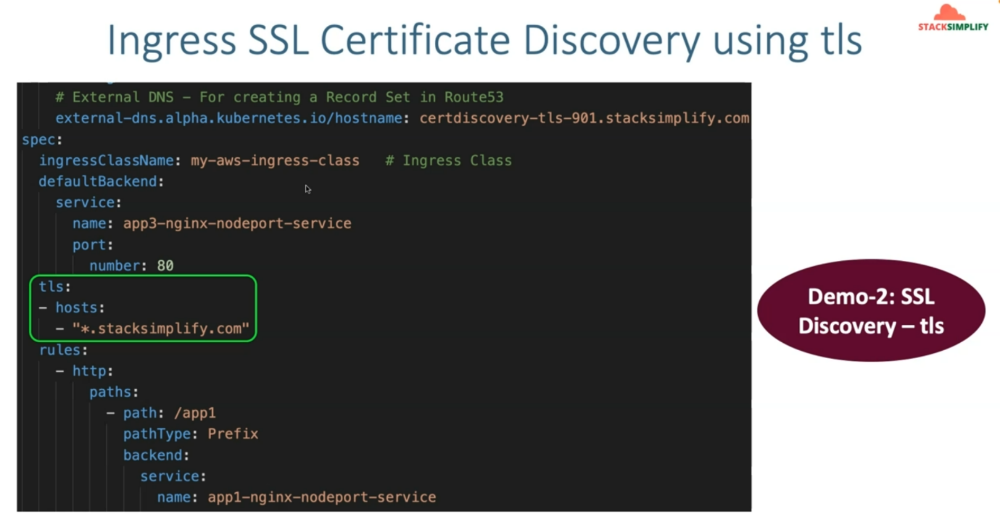 Ingress SSL Certificate Discovery using tls
STACKSIMPLIFY
# External DNS – For creating a Record Set in Route53
external-dns.alpha.kubernetes.io/hostname: certdiscovery-tls-901.stacksimplify.com
spec:
ingressClassName: my-aws-ingress-class # Ingress Class
defaultBackend:
service:
name: app3-nginx-nodeport-service
port:
number: 80
tls:
- hosts:
- "*.stacksimplify.com"
rules:
- http:
paths:
- path: /app1
pathType: Prefix
backend:
service:
name: app1-nginx-nodeport-service
Demo-2: SSL
Discovery – tls